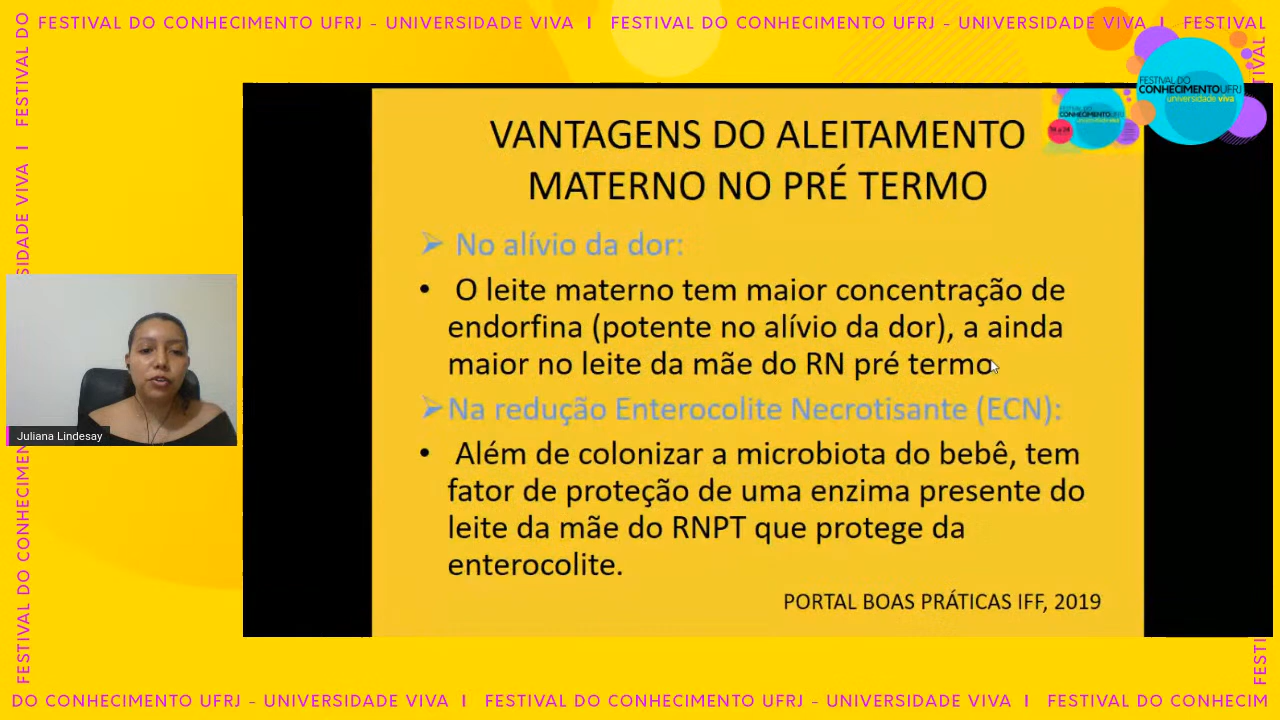 FESTIVAL DO CONHECIMENTO UFRJ - UNIVERSIDADE VIVA I FESTIVAL DO CONHECIMENTO UFRJ - UNIVERSIDADE VIVA I FESTIVAL
FESTIVAL DO
CONHECIMENTO UFRJ
universidade viva
VANTAGENS DO ALEITAMENTO
MATERNO NO PRÉ TERMO
➢ No alívio da dor:
• O leite materno tem maior concentração de
endorfina (potente no alívio da dor), a ainda
maior no leite da mãe do RN pré termo.
➢Na redução Enterocolite Necrotisante (ECN):
• Além de colonizar a microbiota do bebê, tem
fator de proteção de uma enzima presente do
leite da mãe do RNPT que protege da
enterocolite.
PORTAL BOAS PRÁTICAS IFF, 2019
Juliana Lindesay
FESTIVAL DO CONHECIMEN
SIDADE VIVA I FESTIVAL DO
TIVAL
FESTI
DO CONHECIMENTO UFRJ - UNIVERSIDADE VIVA I FESTIVAL DO CONHECIMENTO UFRJ - UNIVERSIDADE VIVA I FESTIVAL DO CONHECIM